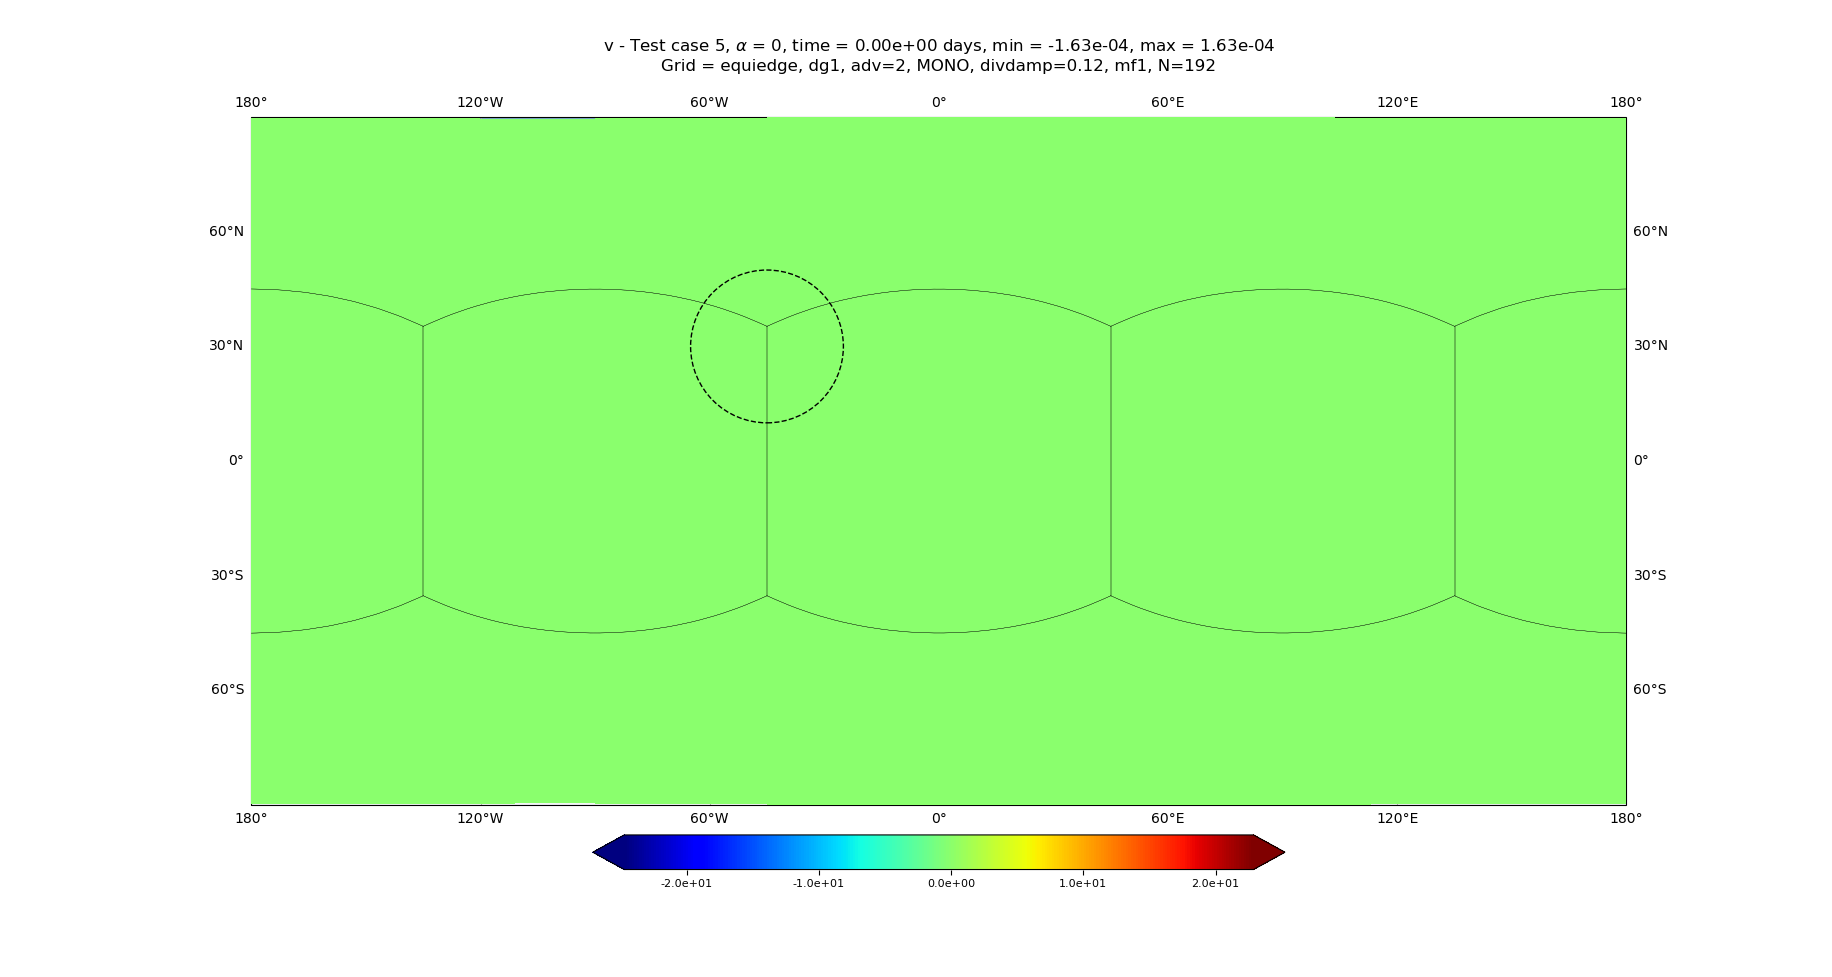 v - Test case 5, α = 0, time = 0.00e+00 days, min = -1.63e-04, max = 1.63e-04
Grid = equiedge, dg1, adv=2, MONO, divdamp=0.12, mf1, N=192
180° 120°W 60°W 0° 60°E 120°E 180°
60°N 60°N
30°N 30°N
0° 0°
30°S 30°S
60°S 60°S
180° 120°W 60°W 0° 60°E 120°E 180°
-2.0e+01 -1.0e+01 0.0e+00 1.0e+01 2.0e+01